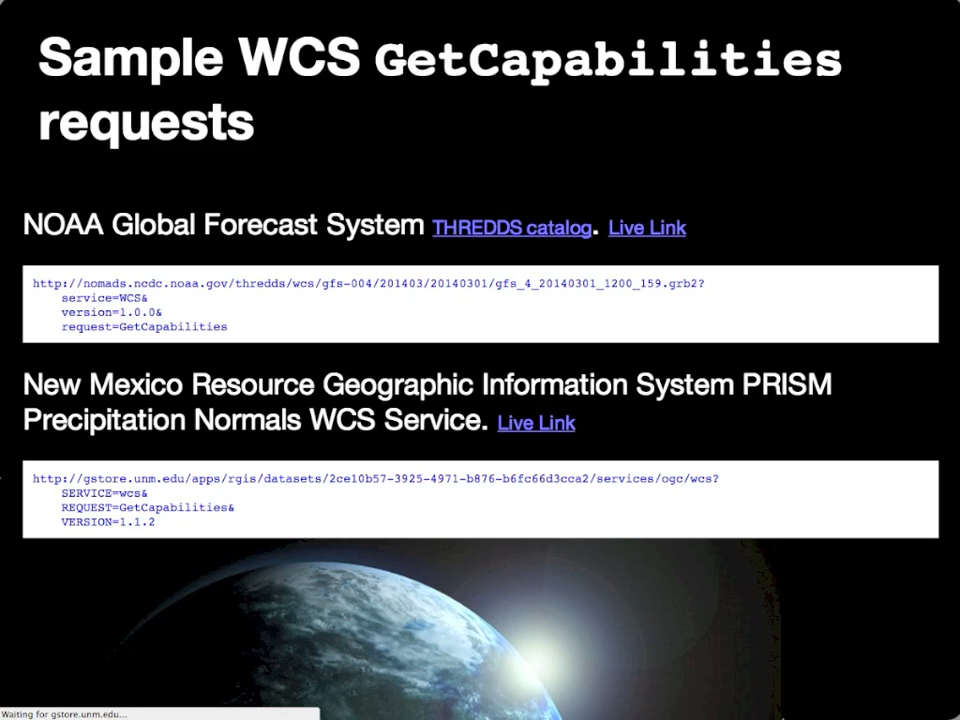 Sample WCS GetCapabilities
requests
NOAA Global Forecast System THREDDS catalog. Live Link
http://nomads.ncdc.noaa.gov/thredds/wcs/gfs-004/201403/20140301/gfs_4_20140301_1200_159.grb2?
service=WCS&
version=1.0.0&
request=GetCapabilities
New Mexico Resource Geographic Information System PRISM
Precipitation Normals WCS Service. Live Link
http://gstore.unm.edu/apps/rgis/datasets/2ce10b57-3925-4971-b876-b6fc66d3cca2/services/ogc/wcs?
SERVICE=wcs&
REQUEST=GetCapabilities&
VERSION=1.1.2
Waiting for gstore.unm.edu...